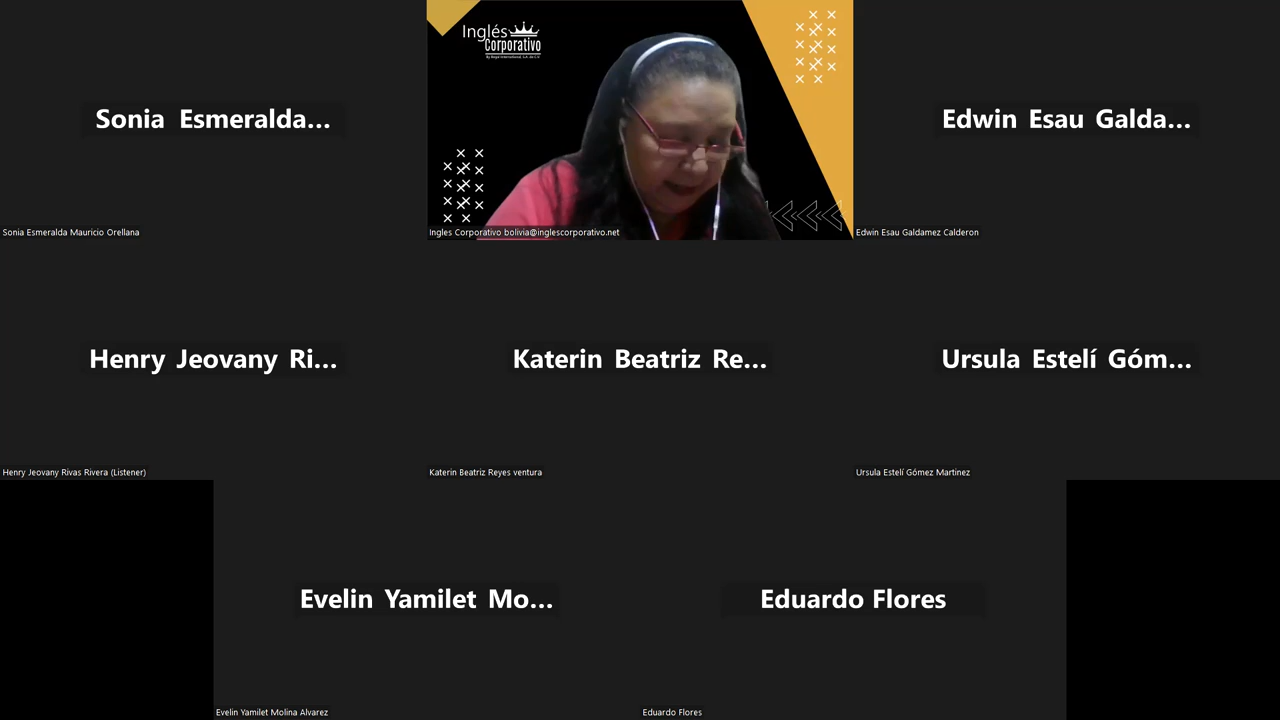 Inglés
Corporativo
Sonia Esmeralda...
Edwin Esau Galda...
Sonia Esmeralda Mauricio Orellana
Ingles Corporativo bolivia@inglescorporativo.net
Edwin Esau Galdamez Calderon
Henry Jeovany Ri...
Katerin Beatriz Re...
Ursula Estelí Góm...
Henry Jeovany Rivas Rivera (Listener)
Katerin Beatriz Reyes ventura
Ursula Estelí Gómez Martinez
Evelin Yamilet Mo...
Eduardo Flores
Evelin Yamilet Molina Alvarez
Eduardo Flores